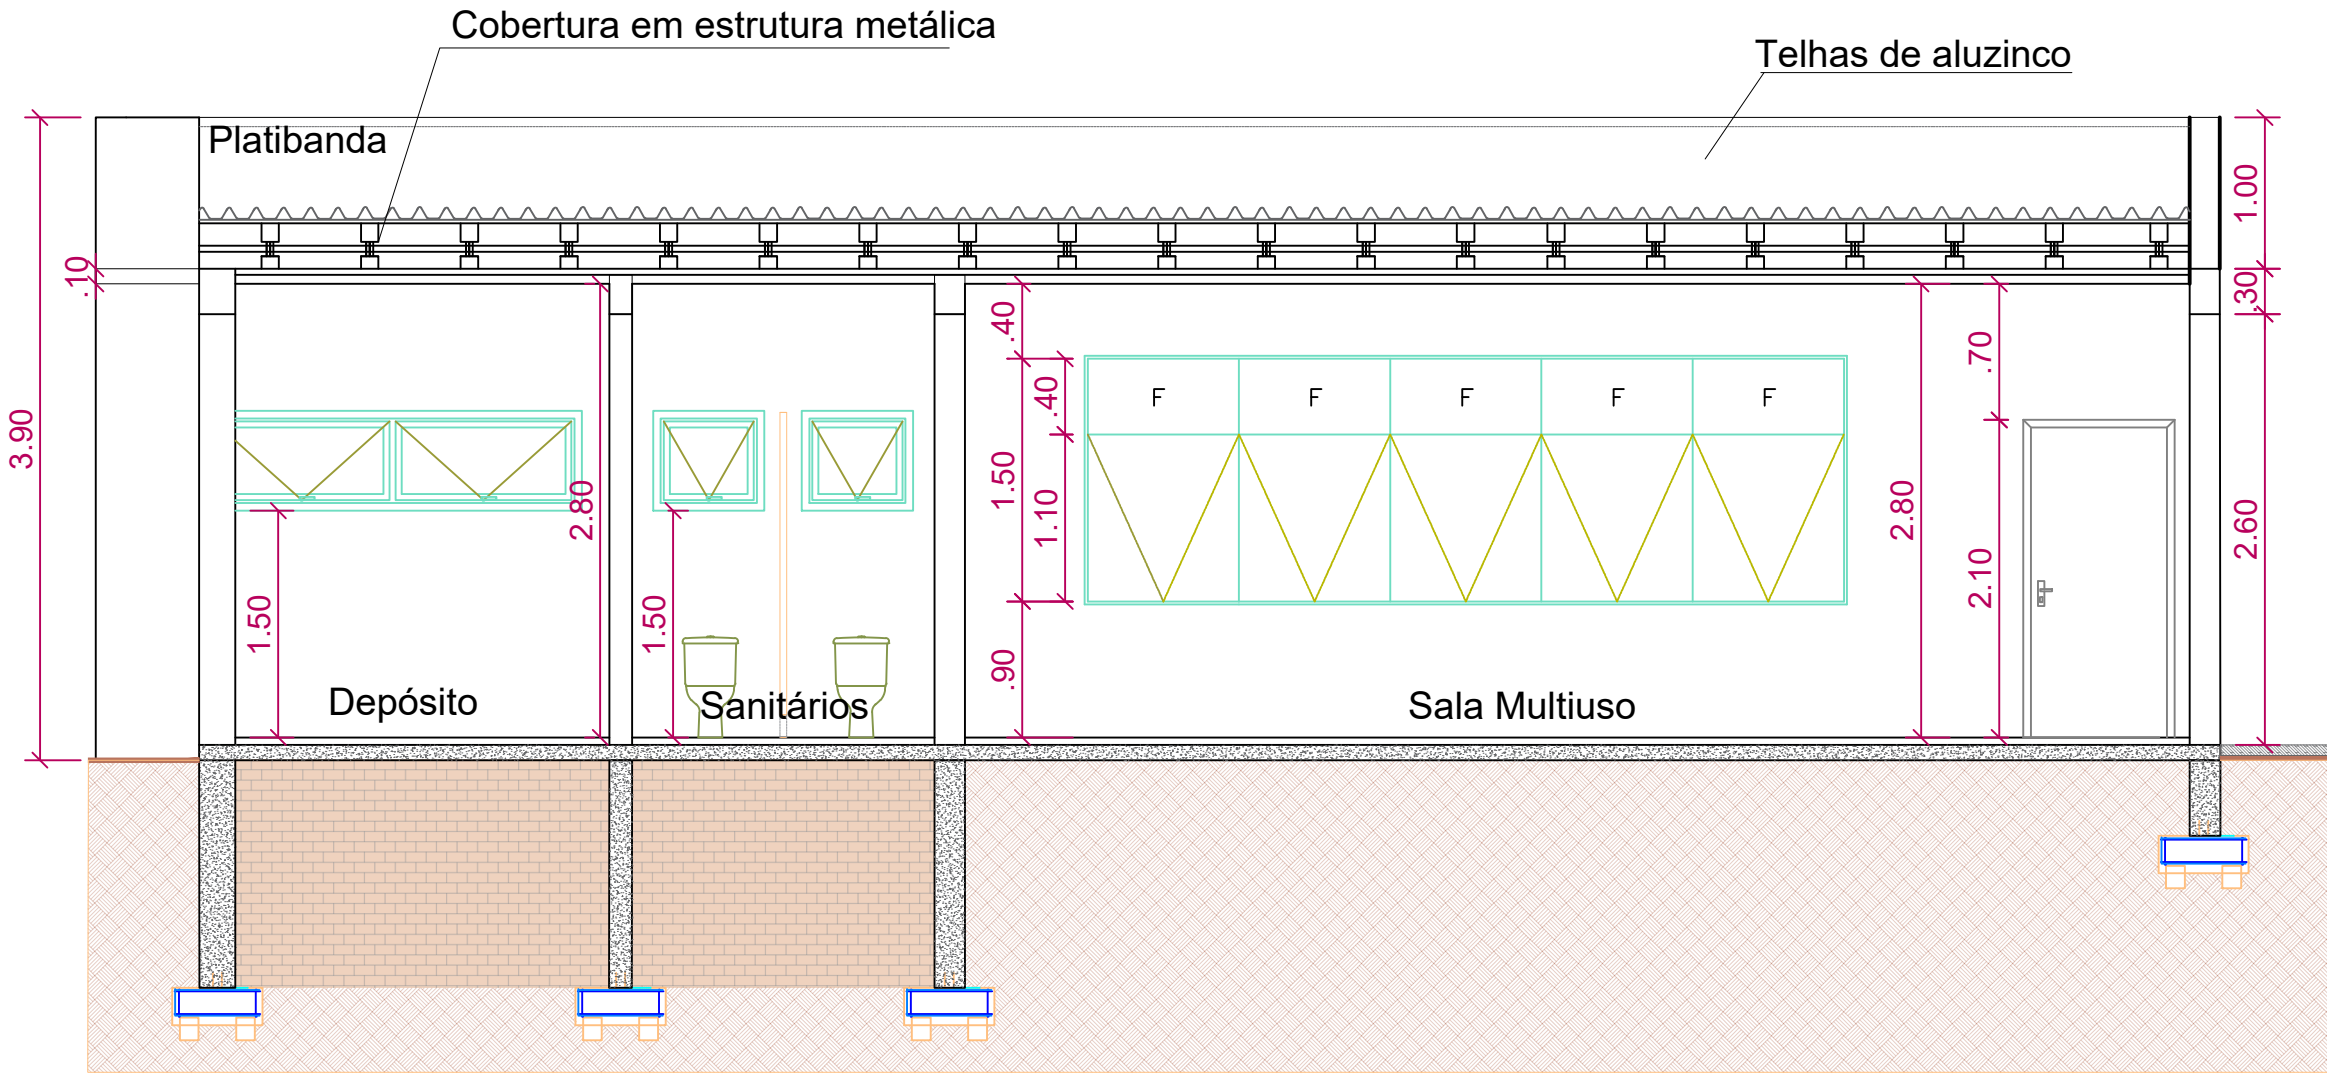 Cobertura em estrutura metálica
Telhas de aluzinco
Platibanda
1.00
.10
.30
.40
.70
.40
F
F
F
F
F
3.90
1.50
2.80
1.10
2.80
2.60
2.10
1.50
1.50
.90
Depósito
Sanitários
Sala Multiuso